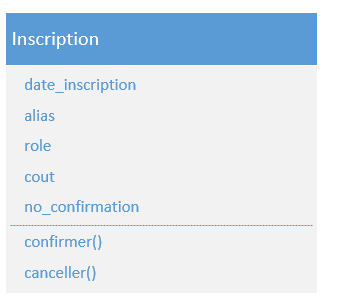 Inscription
date_inscription
alias
role
cout
no_confirmation
confirmer()
canceller()